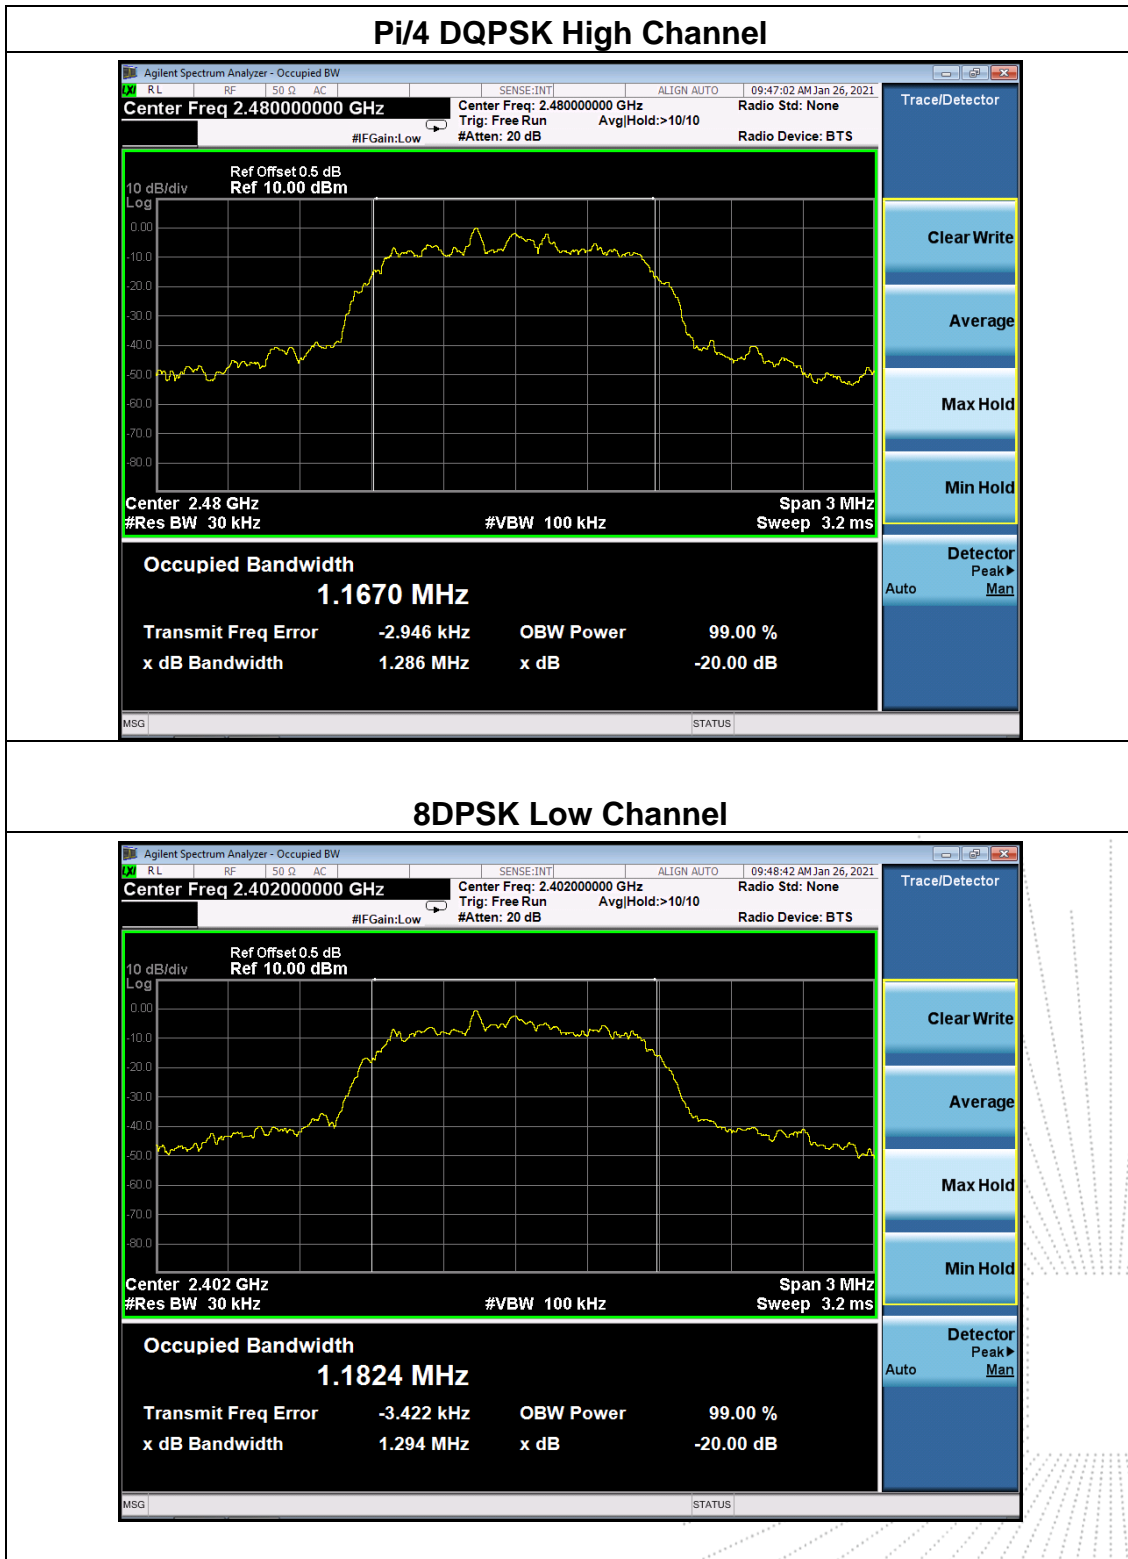 Pi/4 DQPSK High Channel
Agilent Spectrum Analyzer - Occupied BW
LXI RL RF 50 Ω AC SENSE:INT ALIGN AUTO 09:47:02 AM Jan 26, 2021
Center Freq 2.480000000 GHz Center Freq: 2.480000000 GHz Radio Std: None Trace/Detector
Trig: Free Run Avg|Hold:>10/10
#IFGain:Low #Atten: 20 dB Radio Device: BTS
Ref Offset 0.5 dB
10 dB/div Ref 10.00 dBm
Log
0.00
-10.0
-20.0
-30.0
-40.0
-50.0
-60.0
-70.0
-80.0
Clear Write
Average
Max Hold
Min Hold
Center 2.48 GHz Span 3 MHz
#Res BW 30 kHz #VBW 100 kHz Sweep 3.2 ms
Detector
Peak▶
Auto Man
Occupied Bandwidth
1.1670 MHz
Transmit Freq Error -2.946 kHz OBW Power 99.00 %
x dB Bandwidth 1.286 MHz x dB -20.00 dB
MSG STATUS
8DPSK Low Channel
Agilent Spectrum Analyzer - Occupied BW
LXI RL RF 50 Ω AC SENSE:INT ALIGN AUTO 09:48:42 AM Jan 26, 2021
Center Freq 2.402000000 GHz Center Freq: 2.402000000 GHz Radio Std: None Trace/Detector
Trig: Free Run Avg|Hold:>10/10
#IFGain:Low #Atten: 20 dB Radio Device: BTS
Ref Offset 0.5 dB
10 dB/div Ref 10.00 dBm
Log
0.00
-10.0
-20.0
-30.0
-40.0
-50.0
-60.0
-70.0
-80.0
Clear Write
Average
Max Hold
Min Hold
Center 2.402 GHz Span 3 MHz
#Res BW 30 kHz #VBW 100 kHz Sweep 3.2 ms
Detector
Peak▶
Auto Man
Occupied Bandwidth
1.1824 MHz
Transmit Freq Error -3.422 kHz OBW Power 99.00 %
x dB Bandwidth 1.294 MHz x dB -20.00 dB
MSG STATUS